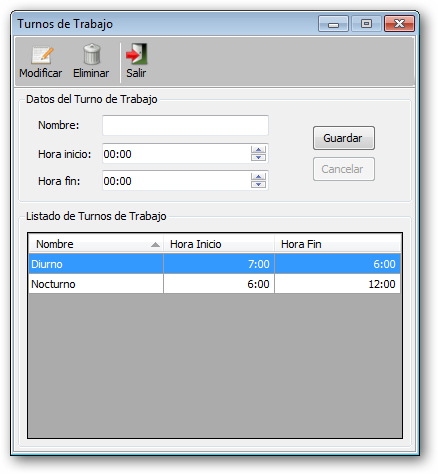 Turnos de Trabajo
Modificar Eliminar Salir
Datos del Turno de Trabajo
Nombre:
Guardar
Hora inicio: 00:00
Cancelar
Hora fin: 00:00
Listado de Turnos de Trabajo
Nombre Hora Inicio Hora Fin
Diurno 7:00 6:00
Nocturno 6:00 12:00